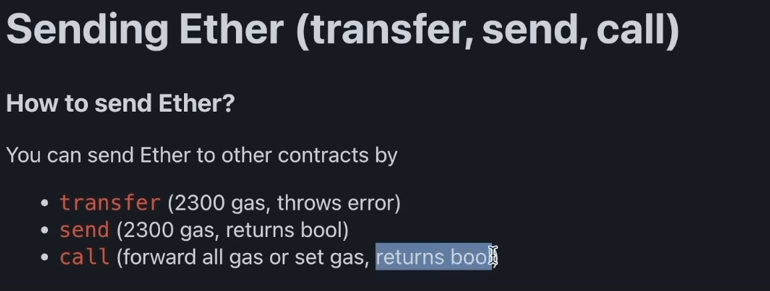 Sending Ether (transfer, send, call)
How to send Ether?
You can send Ether to other contracts by
• transfer (2300 gas, throws error)
• send (2300 gas, returns bool)
• call (forward all gas or set gas, returns bool)